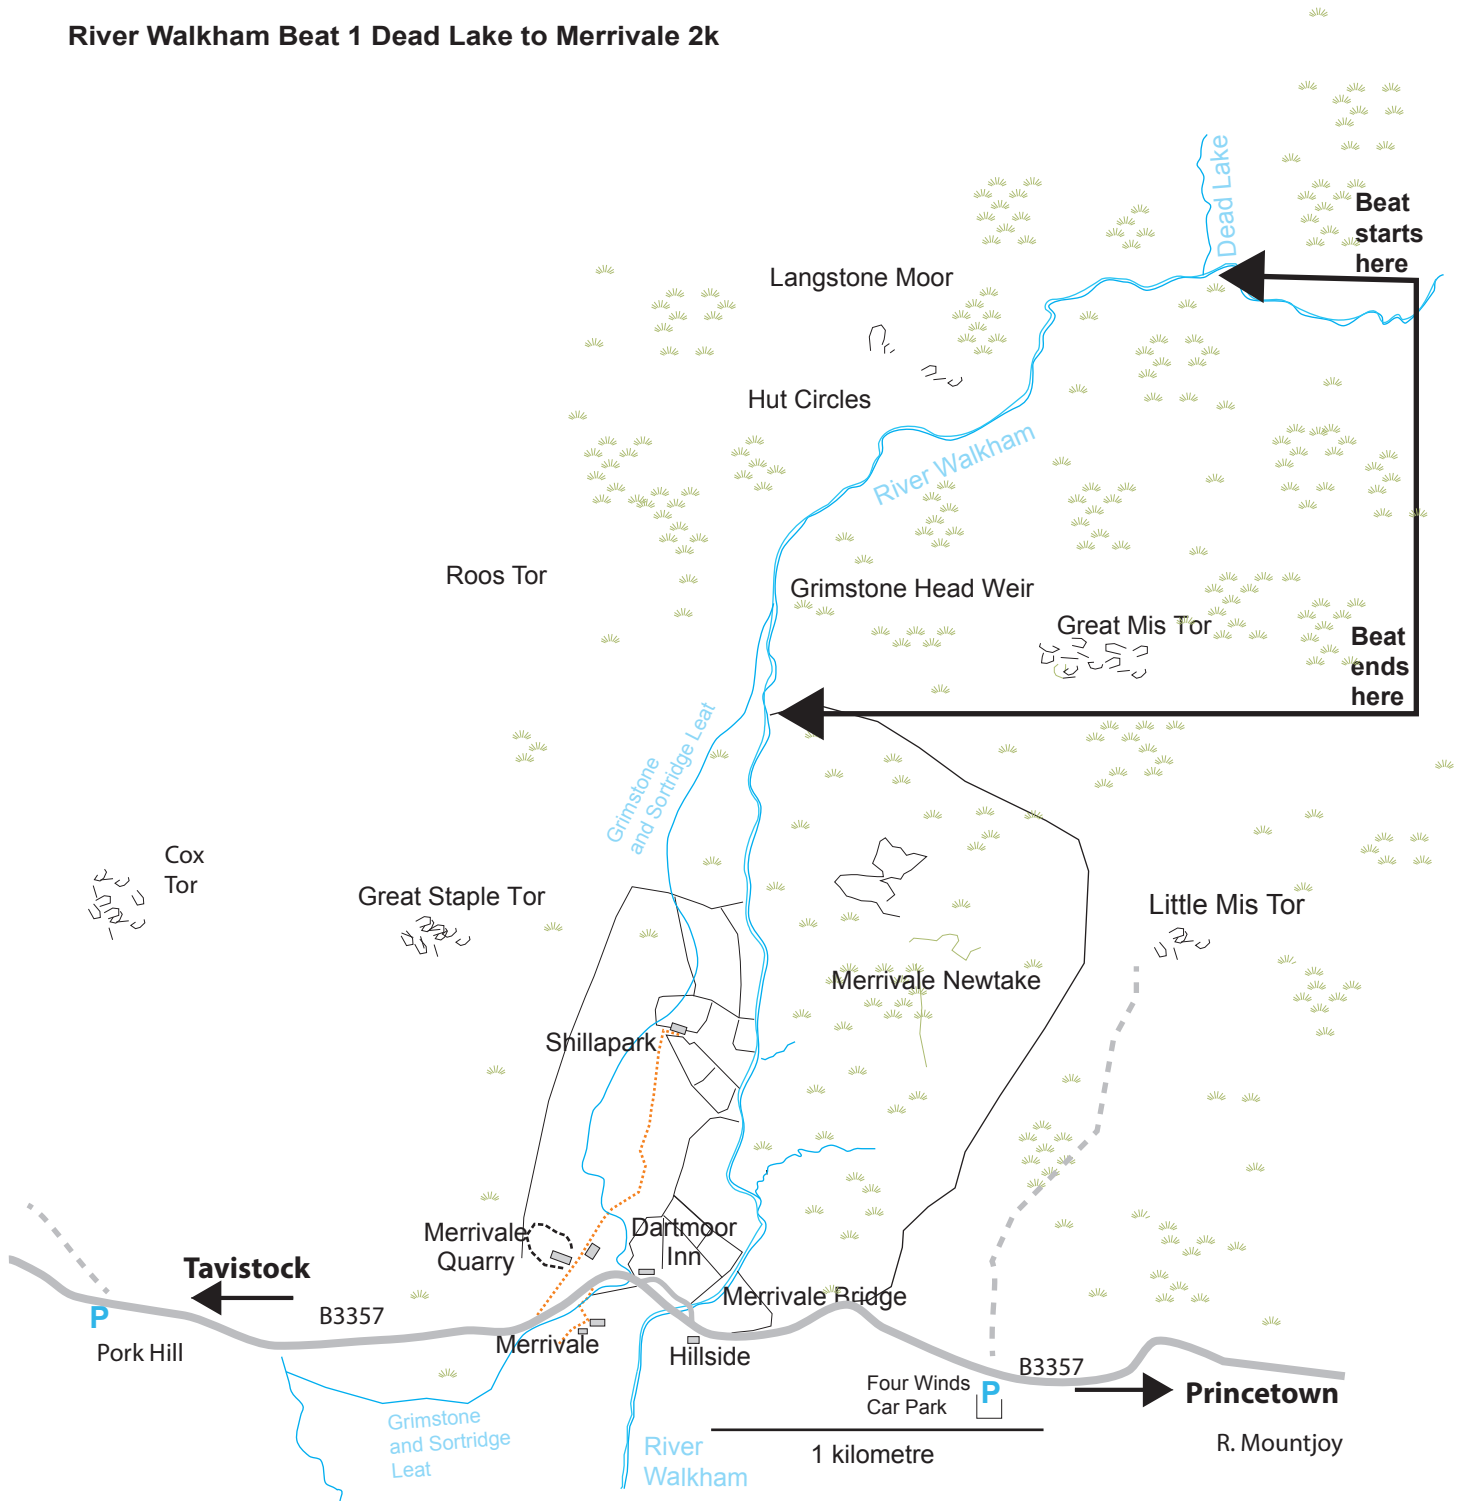 River Walkham Beat 1 Dead Lake to Merrivale 2k
Dead Lake
Beat
starts
here
Langstone Moor
Hut Circles
River Walkham
Roos Tor
Grimstone Head Weir
Great Mis Tor
Beat
ends
here
Grimstone
and Sortridge Leat
Cox
Tor
Great Staple Tor
Little Mis Tor
Merrivale Newtake
Shillapark
Merrivale
Quarry
Dartmoor
Inn
Tavistock
Merrivale Bridge
P
B3357
Pork Hill
Merrivale
Hillside
B3357
Four Winds
Car Park
P
Princetown
Grimstone
and Sortridge
Leat
River
Walkham
1 kilometre
R. Mountjoy